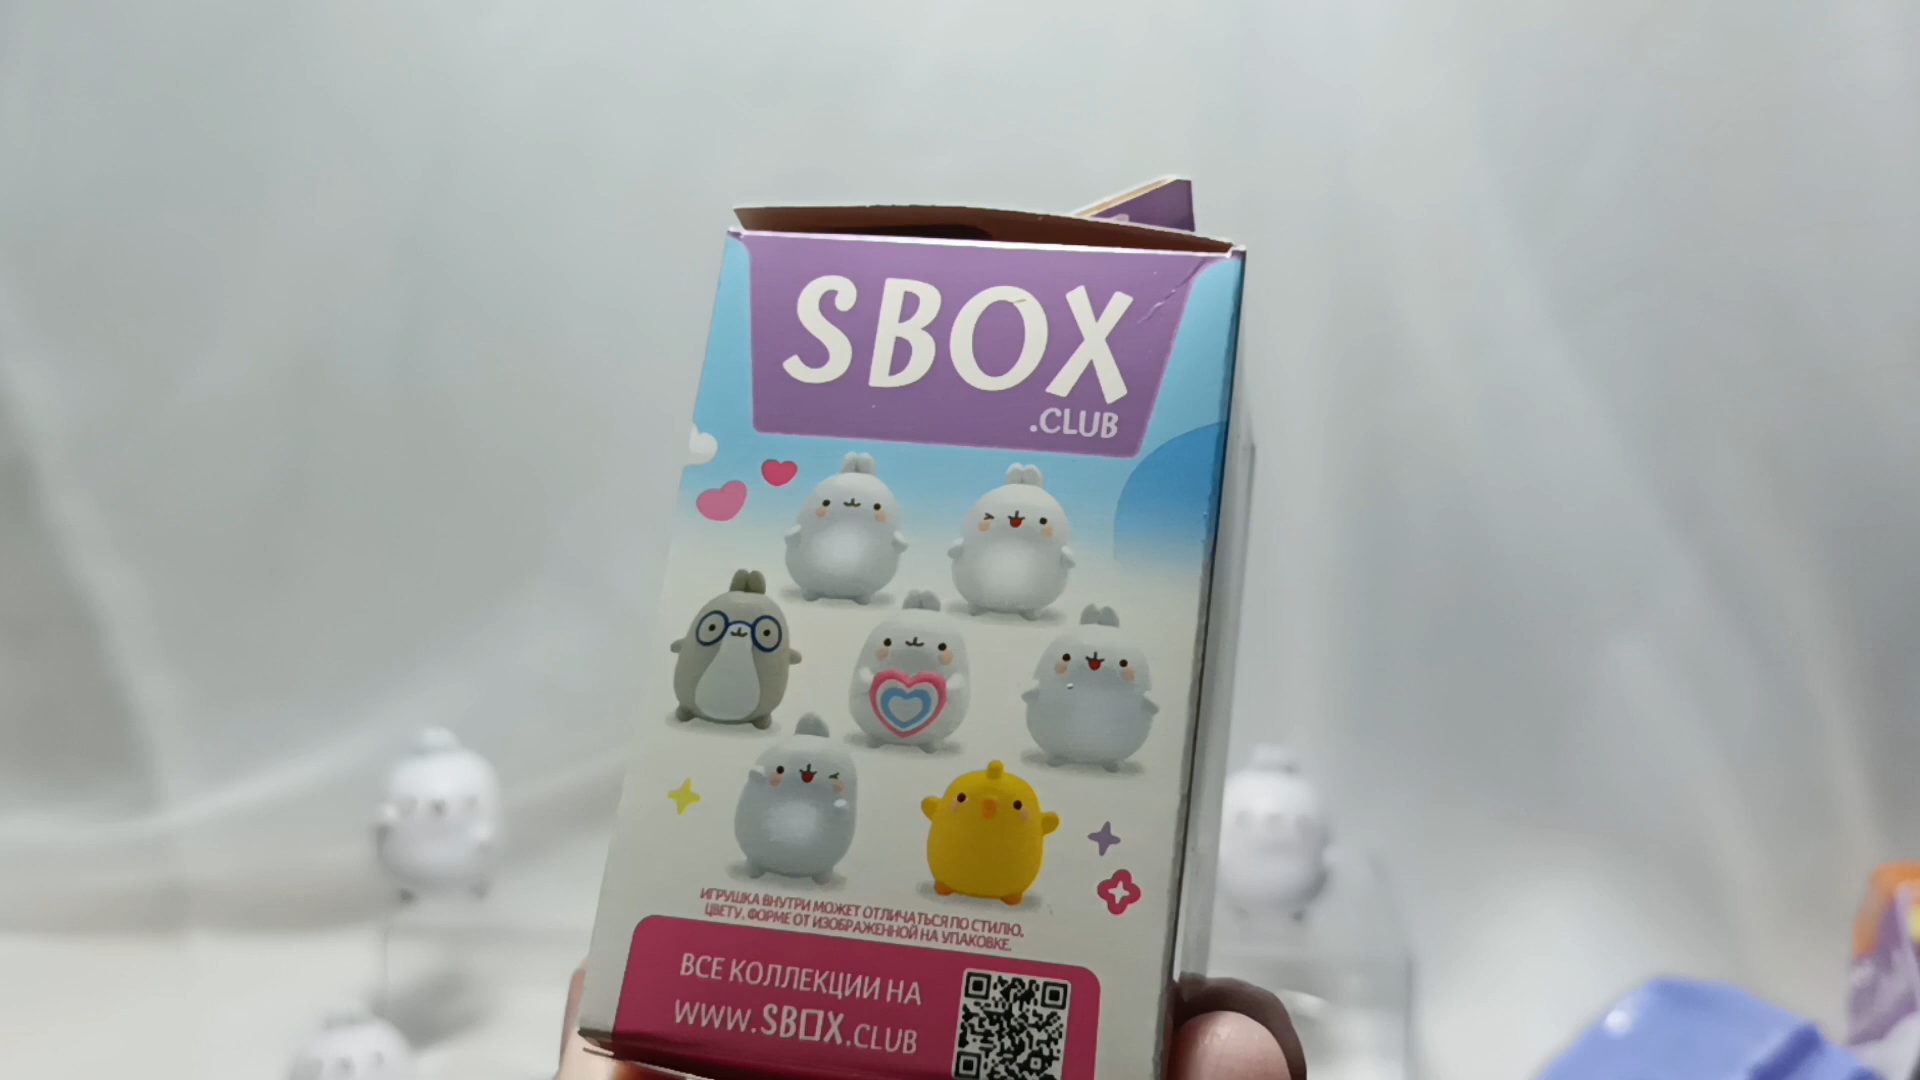 SBOX
.CLUB
ИГРУШКА ВНУТРИ МОЖЕТ ОТЛИЧАТЬСЯ ПО СТИЛЮ,
ЦВЕТУ, ФОРМЕ ОТ ИЗОБРАЖЕННОЙ НА УПАКОВКЕ.
ВСЕ КОЛЛЕКЦИИ НА
WWW.SBOX.CLUB